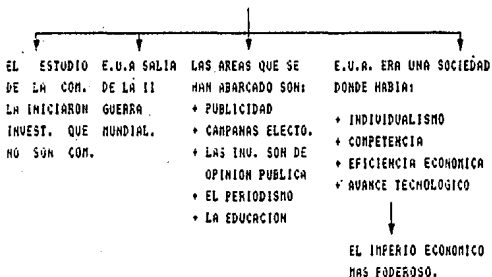 EL ESTUDIO
DE LA COM.
LA INICIARON
INVEST. QUE
NO SON COM.
E.U.A SALIA
DE LA II
GUERRA
MUNDIAL.
LAS AREAS QUE SE
HAN ABARCADO SON:
+ PUBLICIDAD
+ CAMPANAS ELECTO.
+ LAS INV. SON DE
OPINION PUBLICA
+ EL PERIODISMO
+ LA EDUCACION
E.U.A. ERA UNA SOCIEDAD
DONDE HABIA:
+ INDIVIDUALISMO
+ COMPETENCIA
+ EFICIENCIA ECONOMICA
+ AVANCE TECNOLOGICO
EL IMPERIO ECONOMICO
MAS PODEROSO.